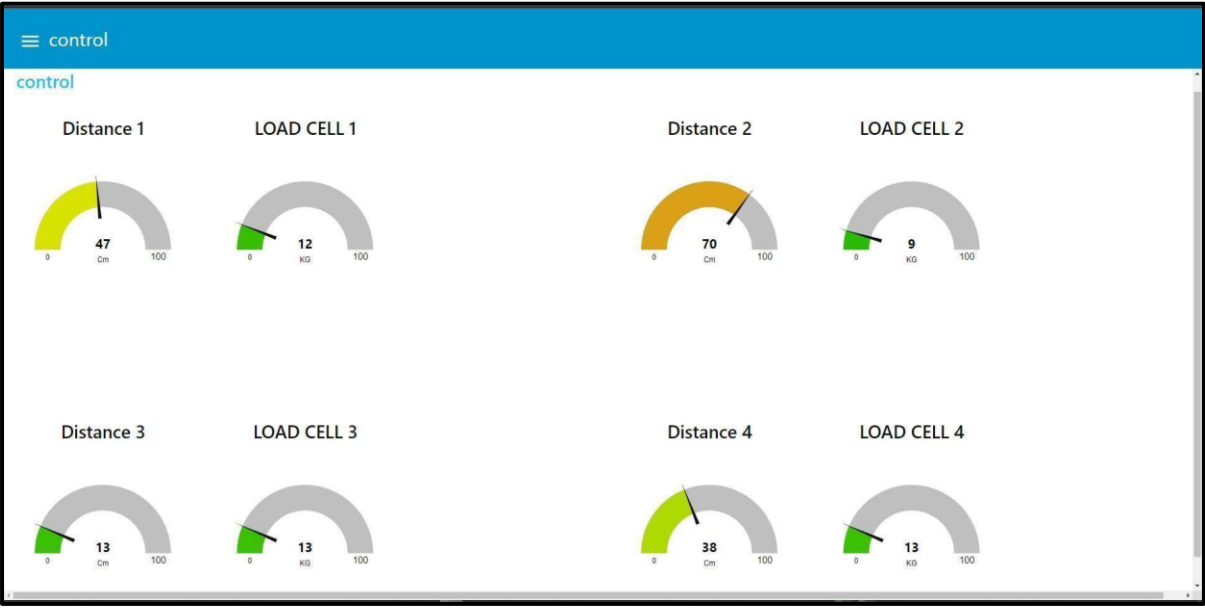 control
control
Distance 1 LOAD CELL 1 Distance 2 LOAD CELL 2
47 12 70 9
0 Cm 100 0 KG 100 0 Cm 100 0 KG 100
Distance 3 LOAD CELL 3 Distance 4 LOAD CELL 4
13 13 38 13
0 Cm 100 0 KG 100 0 Cm 100 0 KG 100